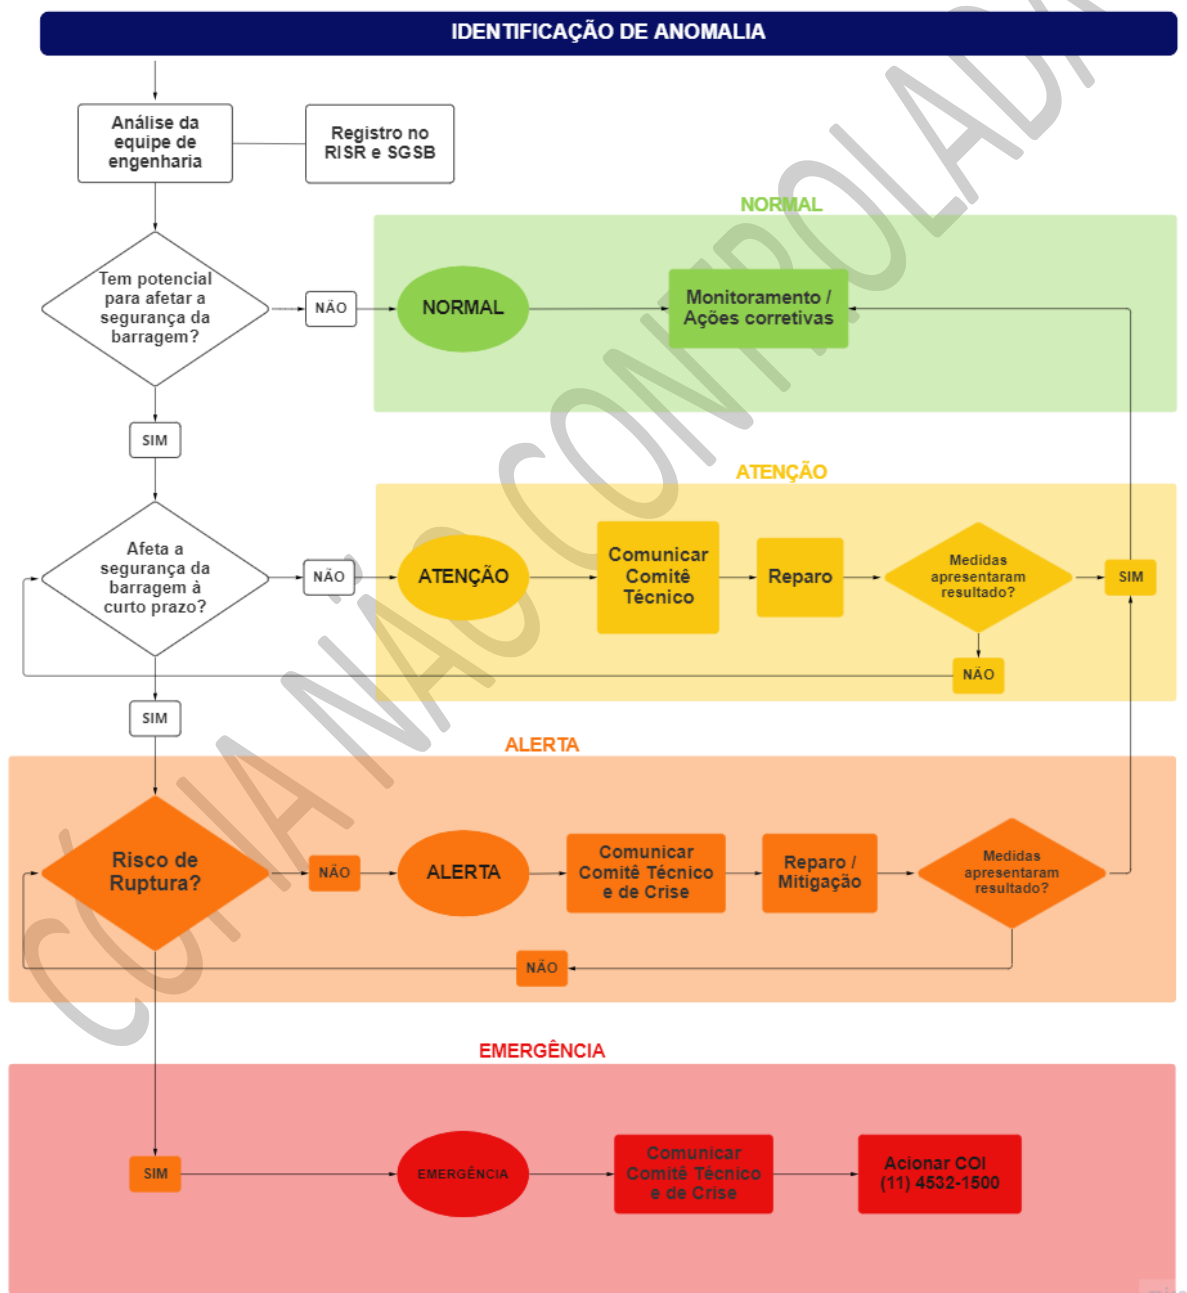 IDENTIFICAÇÃO DE ANOMALIA
Análise da
equipe de
engenharia
Registro no
RISR e SGSB
NORMAL
Tem potencial
para afetar a
segurança da
barragem?
NÃO
NORMAL
Monitoramento /
Ações corretivas
SIM
ATENÇÃO
Afeta a
segurança da
barragem à
curto prazo?
NÃO
ATENÇÃO
Comunicar
Comitê
Técnico
Reparo
Medidas
apresentaram
resultado?
SIM
NÃO
SIM
ALERTA
Risco de
Ruptura?
NÃO
ALERTA
Comunicar
Comitê Técnico
e de Crise
Reparo /
Mitigação
Medidas
apresentaram
resultado?
NÃO
EMERGÊNCIA
SIM
EMERGÊNCIA
Comunicar
Comitê Técnico
e de Crise
Acionar COI
(11) 4532-1500
CÓPIA NÃO CONTROLADA